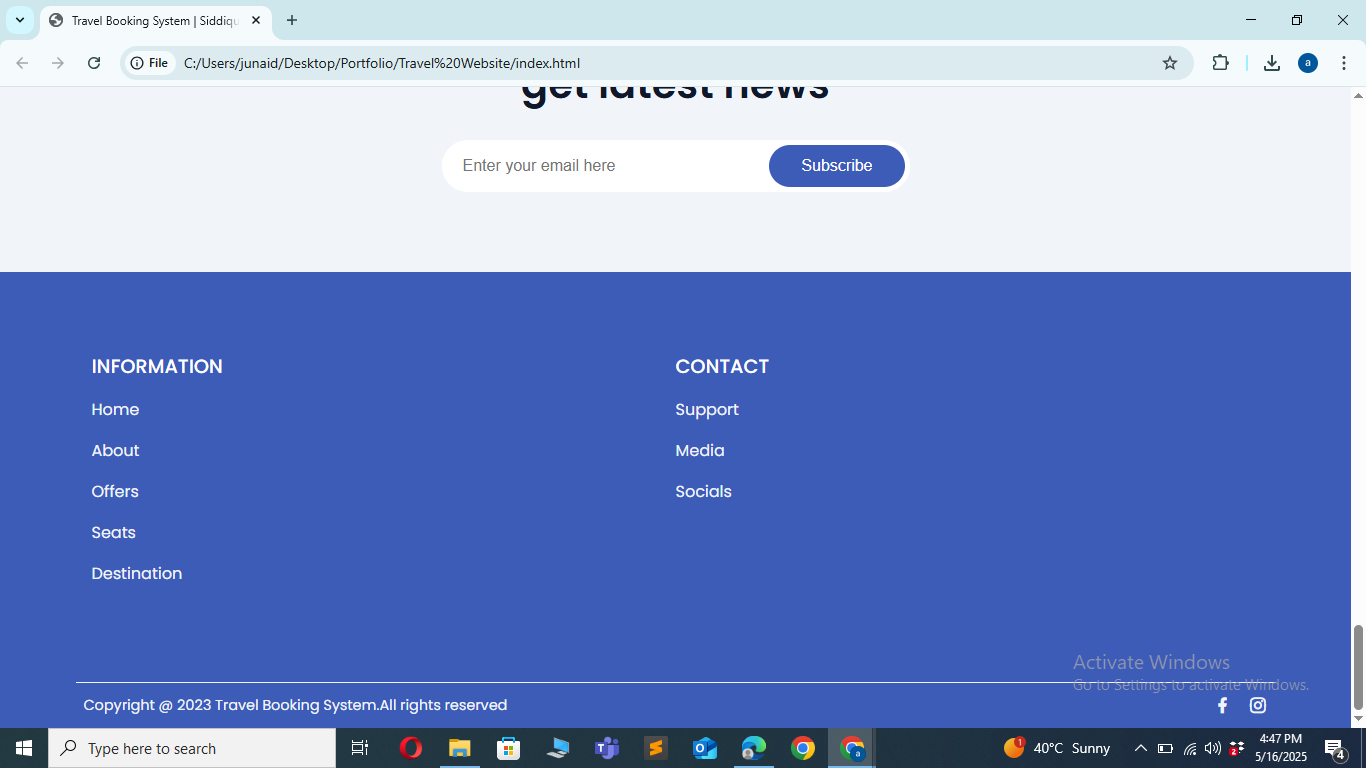 Travel Booking System | Siddiqu
File
C:/Users/junaid/Desktop/Portfolio/Travel%20Website/index.html
a
get latest news
Enter your email here
Subscribe
INFORMATION
CONTACT
Home
Support
About
Media
Offers
Socials
Seats
Destination
Activate Windows
Go to Settings to activate Windows.
Copyright @ 2023 Travel Booking System.All rights reserved
Type here to search
a
1
40°C Sunny
2
4:47 PM
5/16/2025
4